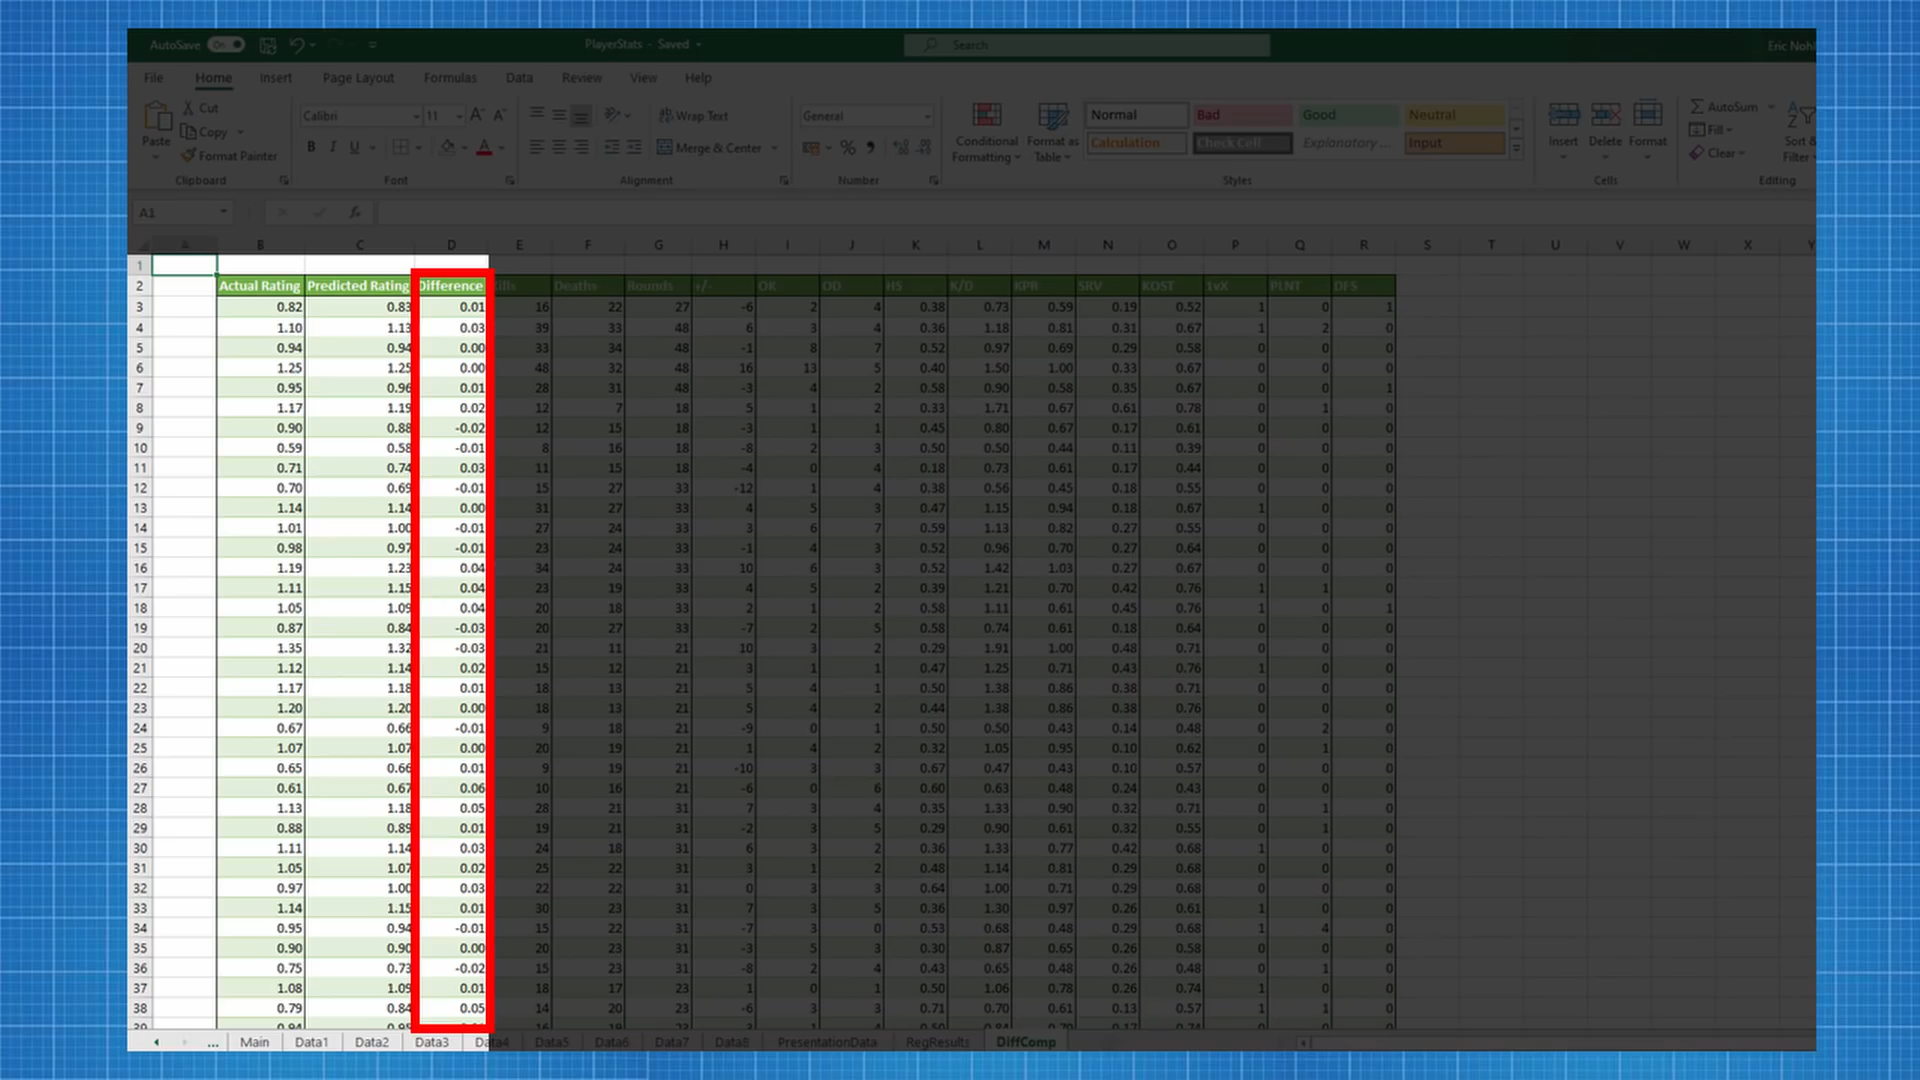 AutoSave On PlayerStats - Saved Search Eric Nohl
File Home Insert Page Layout Formulas Data Review View Help
Paste Cut Copy Format Painter
Calibri 11
B I U
Wrap Text
Merge & Center
General
Conditional Formatting Format as Table
Normal Bad Good Neutral
Calculation Check Cell Explanatory ... Input
Insert Delete Format
AutoSum Fill Clear Sort & Filter
Clipboard Font Alignment Number Styles Cells Editing
A1 fx
A B C D E F G H I J K L M N O P Q R S T U V W X Y
1
2 Actual Rating Predicted Rating Difference Kills Deaths Rounds +/- OK OD HS K/D KPR SRV KOST 1vX PLNT DFS
3 0.82 0.83 0.01 16 22 27 -6 2 4 0.38 0.73 0.59 0.19 0.52 1 0 1
4 1.10 1.13 0.03 39 33 48 6 3 4 0.36 1.18 0.81 0.31 0.67 1 2 0
5 0.94 0.94 0.00 33 34 48 -1 8 7 0.52 0.97 0.69 0.29 0.58 0 0 0
6 1.25 1.25 0.00 48 32 48 16 13 5 0.40 1.50 1.00 0.33 0.67 0 0 0
7 0.95 0.96 0.01 28 31 48 -3 4 2 0.58 0.90 0.58 0.35 0.67 0 0 1
8 1.17 1.19 0.02 12 7 18 5 1 2 0.33 1.71 0.67 0.61 0.78 0 1 0
9 0.90 0.88 -0.02 12 15 18 -3 1 1 0.45 0.80 0.67 0.17 0.61 0 0 0
10 0.59 0.58 -0.01 8 16 18 -8 2 3 0.50 0.50 0.44 0.11 0.39 0 0 0
11 0.71 0.74 0.03 11 15 18 -4 0 4 0.18 0.73 0.61 0.17 0.44 0 0 0
12 0.70 0.69 -0.01 15 27 33 -12 1 4 0.38 0.56 0.45 0.18 0.55 0 0 0
13 1.14 1.14 0.00 31 27 33 4 5 3 0.47 1.15 0.94 0.18 0.67 1 0 0
14 1.01 1.00 -0.01 27 24 33 3 6 7 0.59 1.13 0.82 0.27 0.55 0 0 0
15 0.98 0.97 -0.01 23 24 33 -1 4 3 0.52 0.96 0.70 0.27 0.64 0 0 0
16 1.19 1.23 0.04 34 24 33 10 6 3 0.52 1.42 1.03 0.27 0.67 0 0 0
17 1.11 1.15 0.04 23 19 33 4 5 2 0.39 1.21 0.70 0.42 0.76 1 1 0
18 1.05 1.09 0.04 20 18 33 2 1 2 0.58 1.11 0.61 0.45 0.76 1 0 1
19 0.87 0.84 -0.03 20 27 33 -7 2 5 0.58 0.74 0.61 0.18 0.64 0 0 0
20 1.35 1.32 -0.03 21 11 21 10 3 2 0.29 1.91 1.00 0.48 0.71 0 0 0
21 1.12 1.14 0.02 15 12 21 3 1 1 0.47 1.25 0.71 0.43 0.76 1 0 0
22 1.17 1.18 0.01 18 13 21 5 4 1 0.50 1.38 0.86 0.38 0.71 0 0 0
23 1.20 1.20 0.00 18 13 21 5 4 2 0.44 1.38 0.86 0.38 0.76 0 0 0
24 0.67 0.66 -0.01 9 18 21 -9 0 1 0.50 0.50 0.43 0.14 0.48 0 2 0
25 1.07 1.07 0.00 20 19 21 1 4 2 0.32 1.05 0.95 0.10 0.62 0 1 0
26 0.65 0.66 0.01 9 19 21 -10 3 3 0.67 0.47 0.43 0.10 0.57 0 0 0
27 0.61 0.67 0.06 10 16 21 -6 0 6 0.60 0.63 0.48 0.24 0.43 0 0 0
28 1.13 1.18 0.05 28 21 31 7 3 4 0.35 1.33 0.90 0.32 0.71 0 1 0
29 0.88 0.89 0.01 19 21 31 -2 3 5 0.29 0.90 0.61 0.32 0.55 0 1 0
30 1.11 1.14 0.03 24 18 31 6 3 2 0.36 1.33 0.77 0.42 0.68 1 0 0
31 1.05 1.07 0.02 25 22 31 3 1 2 0.48 1.14 0.81 0.29 0.68 0 0 0
32 0.97 1.00 0.03 22 22 31 0 3 3 0.64 1.00 0.71 0.29 0.68 0 0 0
33 1.14 1.15 0.01 30 23 31 7 3 5 0.36 1.30 0.97 0.26 0.61 1 0 0
34 0.95 0.94 -0.01 15 22 31 -7 3 0 0.53 0.68 0.48 0.29 0.68 1 4 0
35 0.90 0.90 0.00 20 23 31 -3 5 3 0.30 0.87 0.65 0.26 0.58 0 0 0
36 0.75 0.73 -0.02 15 23 31 -8 2 4 0.43 0.65 0.48 0.26 0.48 0 1 0
37 1.08 1.09 0.01 18 17 23 1 0 1 0.50 1.06 0.78 0.26 0.74 1 0 0
38 0.79 0.84 0.05 14 20 23 -6 3 3 0.71 0.70 0.61 0.13 0.57 1 1 0
... Main Data1 Data2 Data3 Data4 Data5 Data6 Data7 Data8 PresentationData RegResults DiffComp